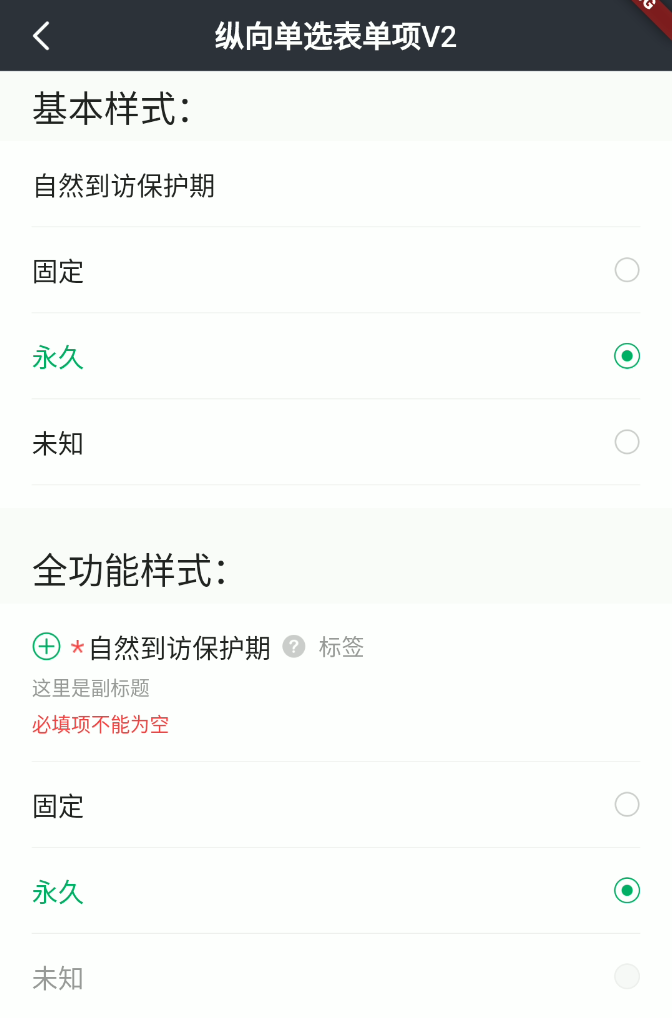 纵向单选表单项V2
基本样式：
自然到访保护期
固定
永久
未知
全功能样式：
*自然到访保护期 ? 标签
这里是副标题
必填项不能为空
固定
永久
未知